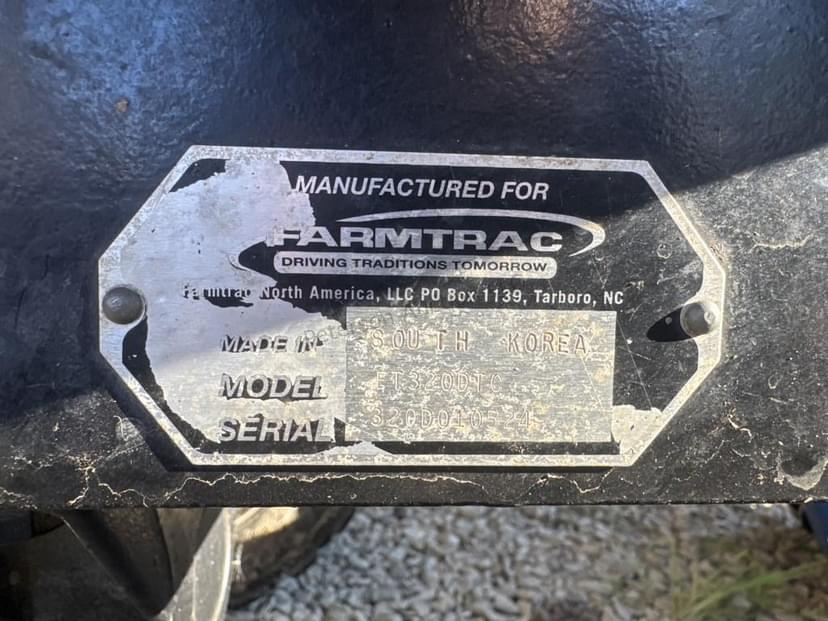 MANUFACTURED FOR
FARMTRAC
DRIVING TRADITIONS TOMORROW
Farmtrac North America, LLC PO Box 1139, Tarboro, NC
MADE IN SOUTH KOREA
MODEL FT320DTC
SERIAL 320D010524